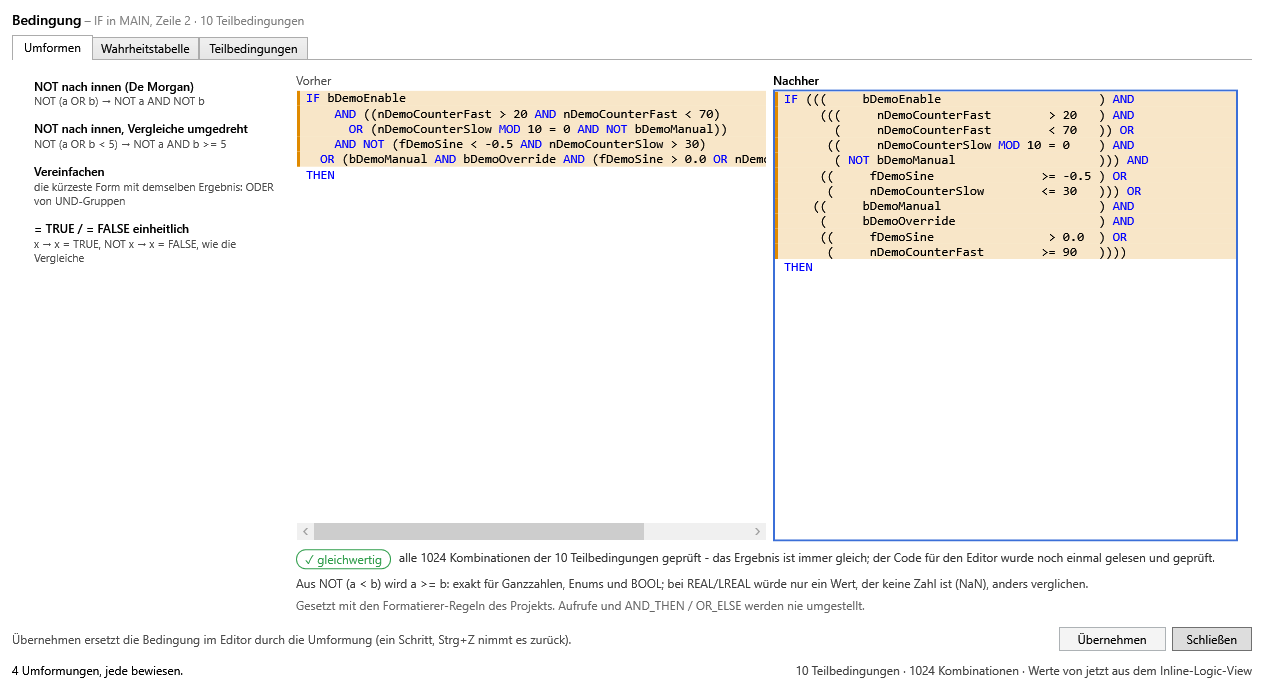 Bedingung – IF in MAIN, Zeile 2 · 10 Teilbedingungen
Umformen Wahrheitstabelle Teilbedingungen
NOT nach innen (De Morgan)
NOT (a OR b) → NOT a AND NOT b
NOT nach innen, Vergleiche umgedreht
NOT (a OR b < 5) → NOT a AND b >= 5
Vereinfachen
die kürzeste Form mit demselben Ergebnis: ODER
von UND-Gruppen
= TRUE / = FALSE einheitlich
x → x = TRUE, NOT x → x = FALSE, wie die
Vergleiche
Vorher
IF bDemoEnable
AND ((nDemoCounterFast > 20 AND nDemoCounterFast < 70)
OR (nDemoCounterSlow MOD 10 = 0 AND NOT bDemoManual))
AND NOT (fDemoSine < -0.5 AND nDemoCounterSlow > 30)
OR (bDemoManual AND bDemoOverride AND (fDemoSine > 0.0 OR nDemo
THEN
Nachher
IF ((( bDemoEnable ) AND
((( nDemoCounterFast > 20 ) AND
( nDemoCounterFast < 70 )) OR
(( nDemoCounterSlow MOD 10 = 0 ) AND
( NOT bDemoManual ))) AND
(( fDemoSine >= -0.5 ) OR
( nDemoCounterSlow <= 30 ))) OR
(( bDemoManual ) AND
( bDemoOverride ) AND
(( fDemoSine > 0.0 ) OR
( nDemoCounterFast >= 90 ))))
THEN
✓ gleichwertig alle 1024 Kombinationen der 10 Teilbedingungen geprüft - das Ergebnis ist immer gleich; der Code für den Editor wurde noch einmal gelesen und geprüft.
Aus NOT (a < b) wird a >= b: exakt für Ganzzahlen, Enums und BOOL; bei REAL/LREAL würde nur ein Wert, der keine Zahl ist (NaN), anders verglichen.
Gesetzt mit den Formatierer-Regeln des Projekts. Aufrufe und AND_THEN / OR_ELSE werden nie umgestellt.
Übernehmen ersetzt die Bedingung im Editor durch die Umformung (ein Schritt, Strg+Z nimmt es zurück).
Übernehmen Schließen
4 Umformungen, jede bewiesen.
10 Teilbedingungen · 1024 Kombinationen · Werte von jetzt aus dem Inline-Logic-View